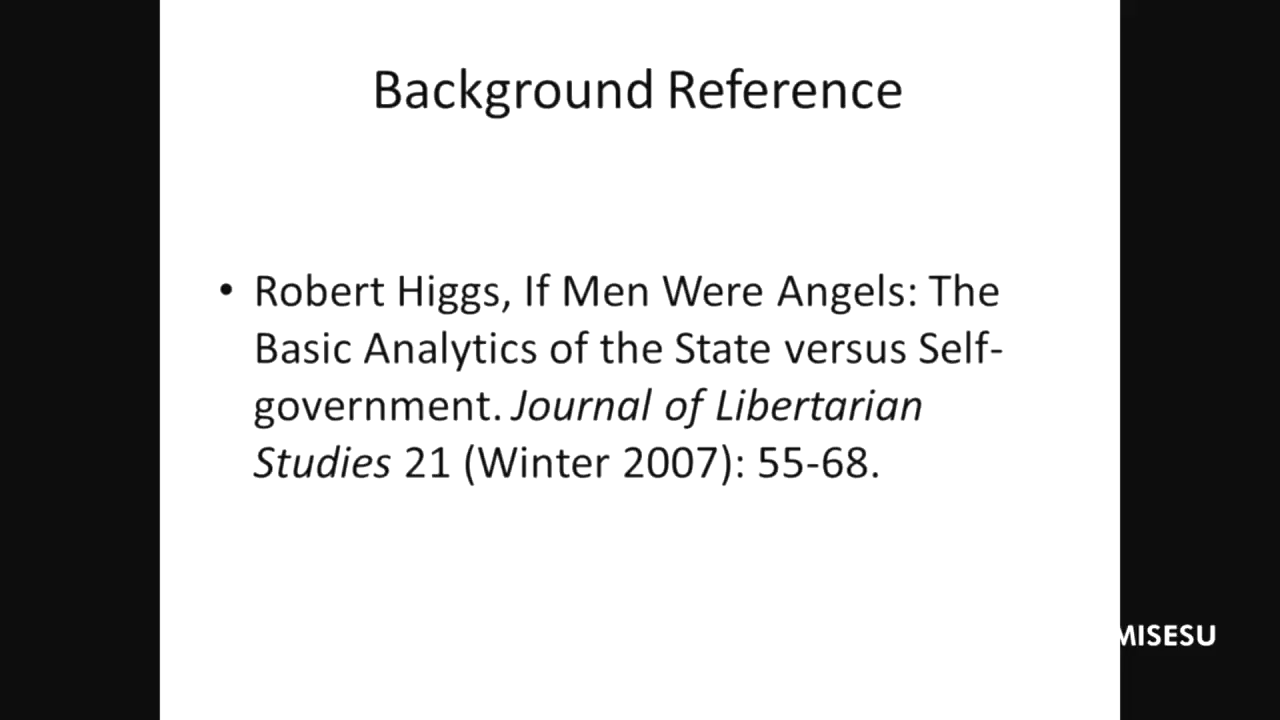 Background Reference
• Robert Higgs, If Men Were Angels: The
Basic Analytics of the State versus Self-
government. Journal of Libertarian
Studies 21 (Winter 2007): 55-68.
MISESU